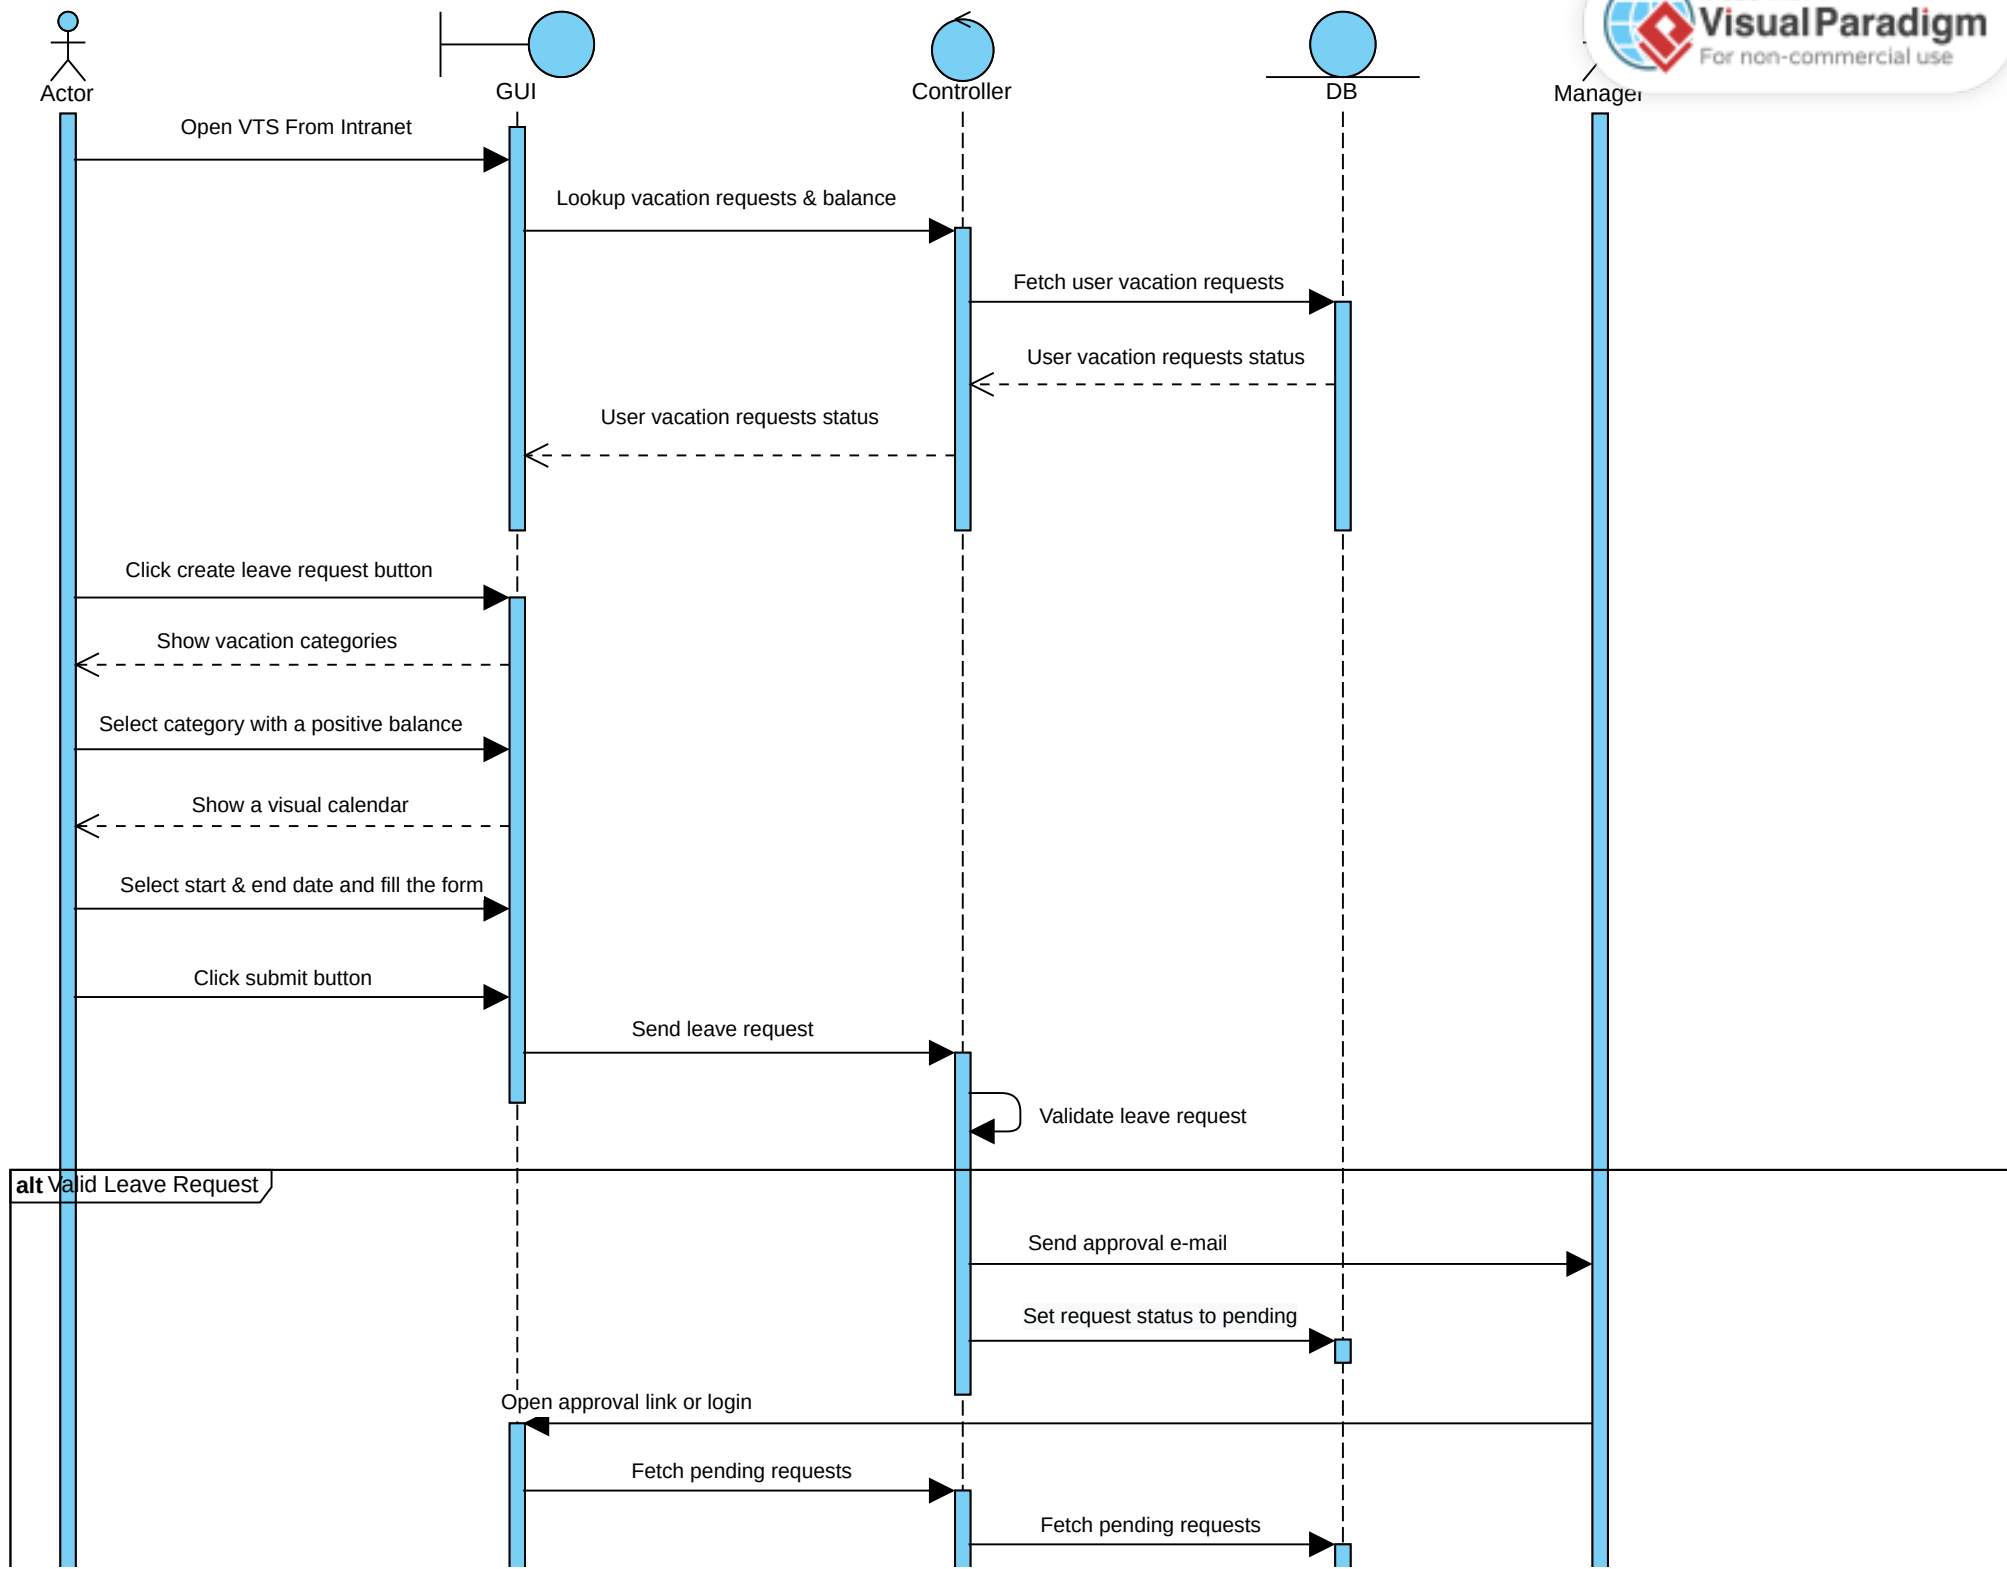 Visual Paradigm
For non-commercial use
Actor
GUI
Controller
DB
Manager
Open VTS From Intranet
Lookup vacation requests & balance
Fetch user vacation requests
User vacation requests status
User vacation requests status
Click create leave request button
Show vacation categories
Select category with a positive balance
Show a visual calendar
Select start & end date and fill the form
Click submit button
Send leave request
Validate leave request
alt Valid Leave Request
Send approval e-mail
Set request status to pending
Open approval link or login
Fetch pending requests
Fetch pending requests